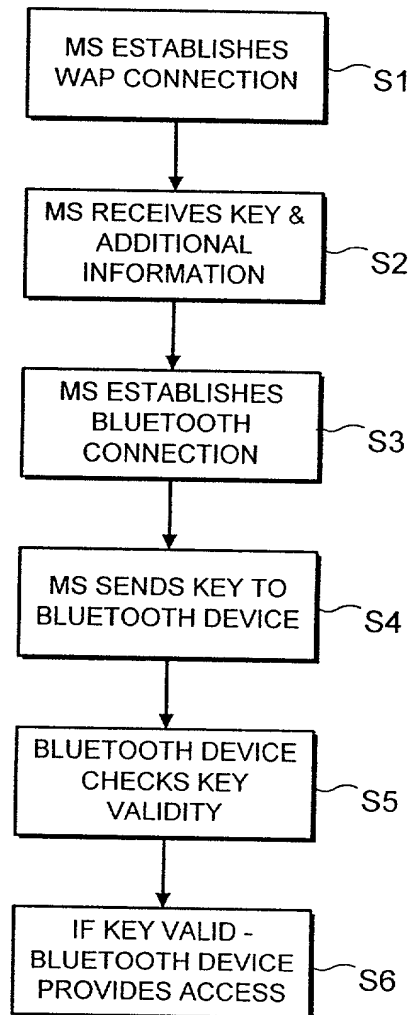 MS ESTABLISHES
WAP CONNECTION
S1
MS RECEIVES KEY &
ADDITIONAL
INFORMATION
S2
MS ESTABLISHES
BLUETOOTH
CONNECTION
S3
MS SENDS KEY TO
BLUETOOTH DEVICE
S4
BLUETOOTH DEVICE
CHECKS KEY
VALIDITY
S5
IF KEY VALID -
BLUETOOTH DEVICE
PROVIDES ACCESS
S6